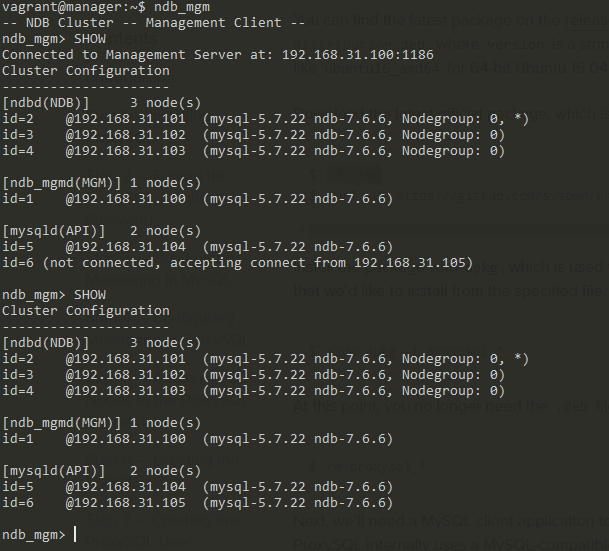 vagrant@manager:~$ ndb_mgm
-- NDB Cluster -- Management Client --
ndb_mgm> SHOW
Connected to Management Server at: 192.168.31.100:1186
Cluster Configuration
---------------------
[ndbd(NDB)]     3 node(s)
id=2    @192.168.31.101  (mysql-5.7.22 ndb-7.6.6, Nodegroup: 0, *)
id=3    @192.168.31.102  (mysql-5.7.22 ndb-7.6.6, Nodegroup: 0)
id=4    @192.168.31.103  (mysql-5.7.22 ndb-7.6.6, Nodegroup: 0)
[ndb_mgmd(MGM)] 1 node(s)
id=1    @192.168.31.100  (mysql-5.7.22 ndb-7.6.6)
[mysqld(API)]   2 node(s)
id=5    @192.168.31.104  (mysql-5.7.22 ndb-7.6.6)
id=6 (not connected, accepting connect from 192.168.31.105)
ndb_mgm> SHOW
Cluster Configuration
---------------------
[ndbd(NDB)]     3 node(s)
id=2    @192.168.31.101  (mysql-5.7.22 ndb-7.6.6, Nodegroup: 0, *)
id=3    @192.168.31.102  (mysql-5.7.22 ndb-7.6.6, Nodegroup: 0)
id=4    @192.168.31.103  (mysql-5.7.22 ndb-7.6.6, Nodegroup: 0)
[ndb_mgmd(MGM)] 1 node(s)
id=1    @192.168.31.100  (mysql-5.7.22 ndb-7.6.6)
[mysqld(API)]   2 node(s)
id=5    @192.168.31.104  (mysql-5.7.22 ndb-7.6.6)
id=6    @192.168.31.105  (mysql-5.7.22 ndb-7.6.6)
ndb_mgm>